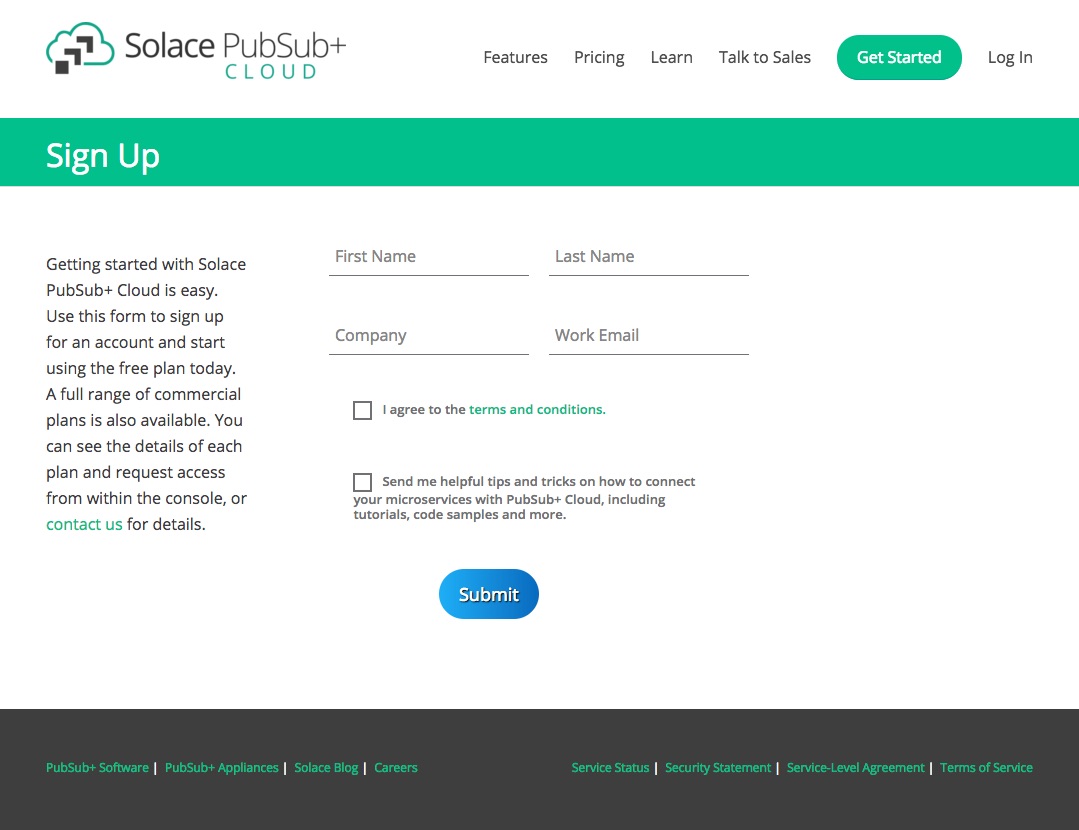 Solace PubSub+
CLOUD
Features Pricing Learn Talk to Sales Get Started Log In
Sign Up
Getting started with Solace
PubSub+ Cloud is easy.
Use this form to sign up
for an account and start
using the free plan today.
A full range of commercial
plans is also available. You
can see the details of each
plan and request access
from within the console, or
contact us for details.
First Name Last Name
Company Work Email
I agree to the terms and conditions.
Send me helpful tips and tricks on how to connect
your microservices with PubSub+ Cloud, including
tutorials, code samples and more.
Submit
PubSub+ Software | PubSub+ Appliances | Solace Blog | Careers
Service Status | Security Statement | Service-Level Agreement | Terms of Service